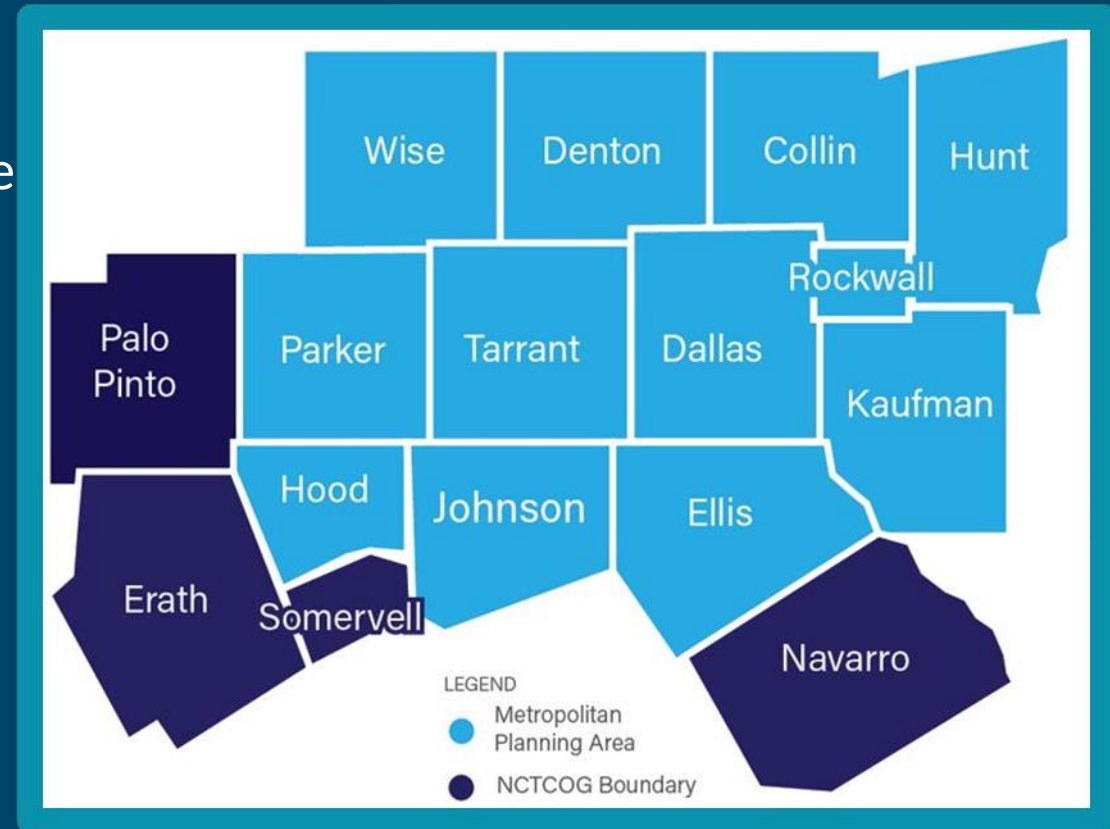 e
Wise
Denton
Collin
Hunt
Rockwall
Palo
Pinto
Parker
Tarrant
Dallas
Kaufman
Hood
Johnson
Ellis
Erath
Somervell
Navarro
LEGEND
Metropolitan
Planning Area
NCTCOG Boundary